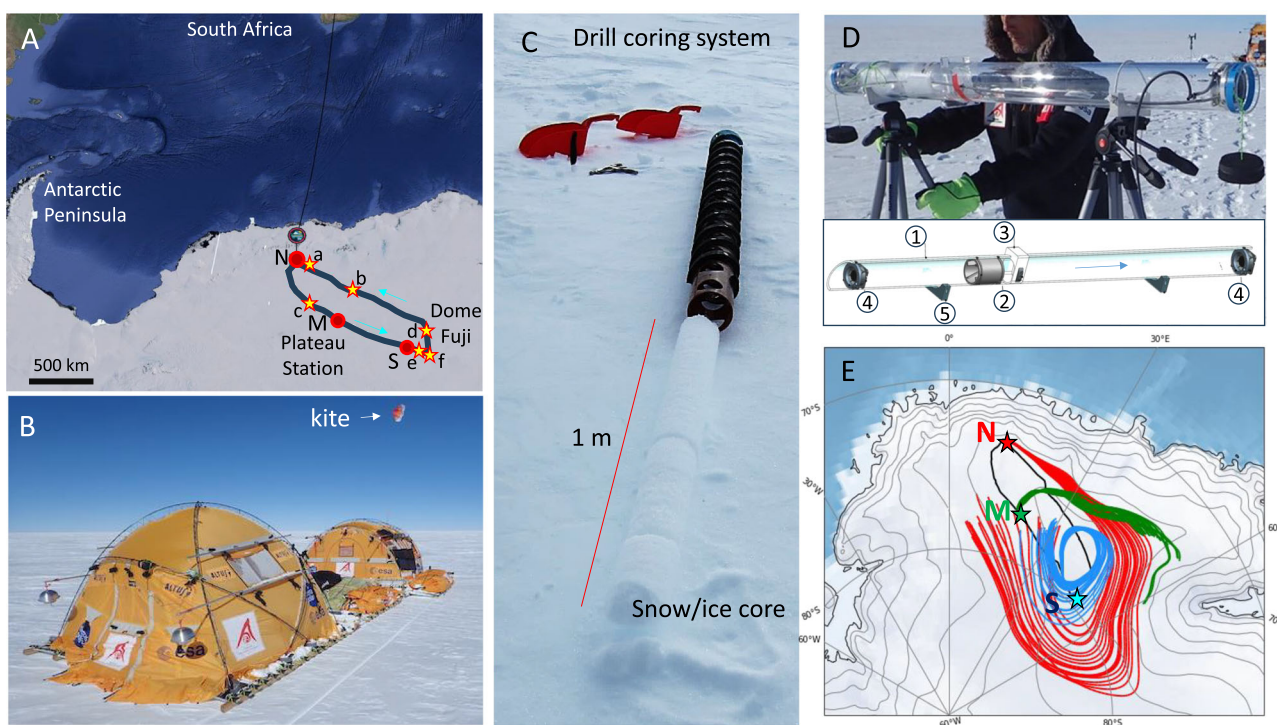 A
South Africa
Antarctic
Peninsula
N
a
b
c
M
d
Dome
Fuji
Plateau
Station
S
e
f
500 km
B
kite
esa
esa
C
Drill coring system
1 m
Snow/ice core
D
1
3
4
5
2
4
E
0°
30°E
70°S
30°W
N
M
S
60
80°S
60°W
70
60°W
80°S